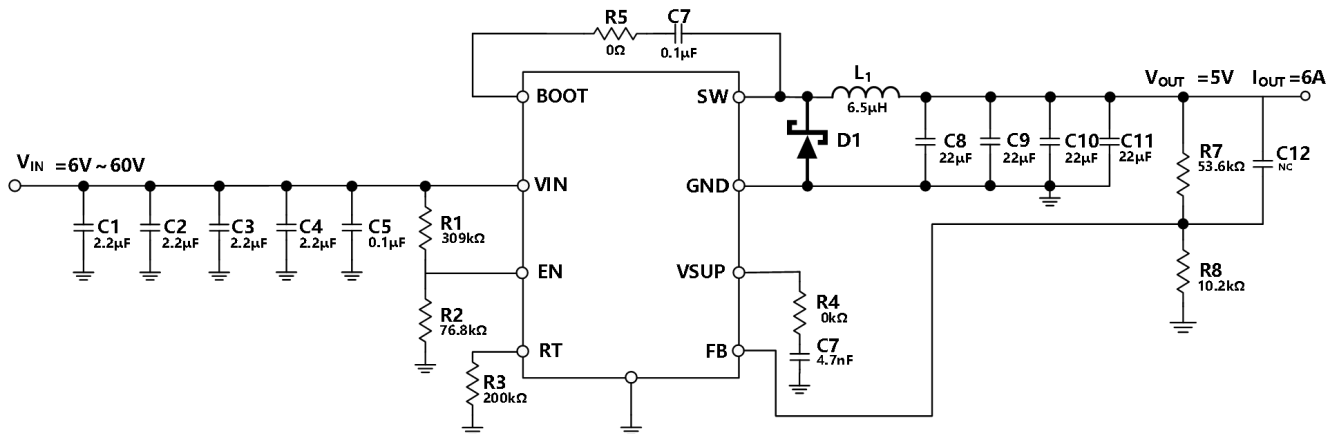 R5
0Ω
C7
0.1μF
BOOT
SW
L1
6.5μH
VOUT =5V
IOUT=6A
D1
C8
22μF
C9
22μF
C10
22μF
C11
22μF
R7
53.6kΩ
C12
NC
VIN =6V~60V
VIN
GND
C1
2.2μF
C2
2.2μF
C3
2.2μF
C4
2.2μF
C5
0.1μF
R1
309kΩ
EN
VSUP
R8
10.2kΩ
R2
76.8kΩ
R4
0kΩ
RT
FB
C7
4.7nF
R3
200kΩ